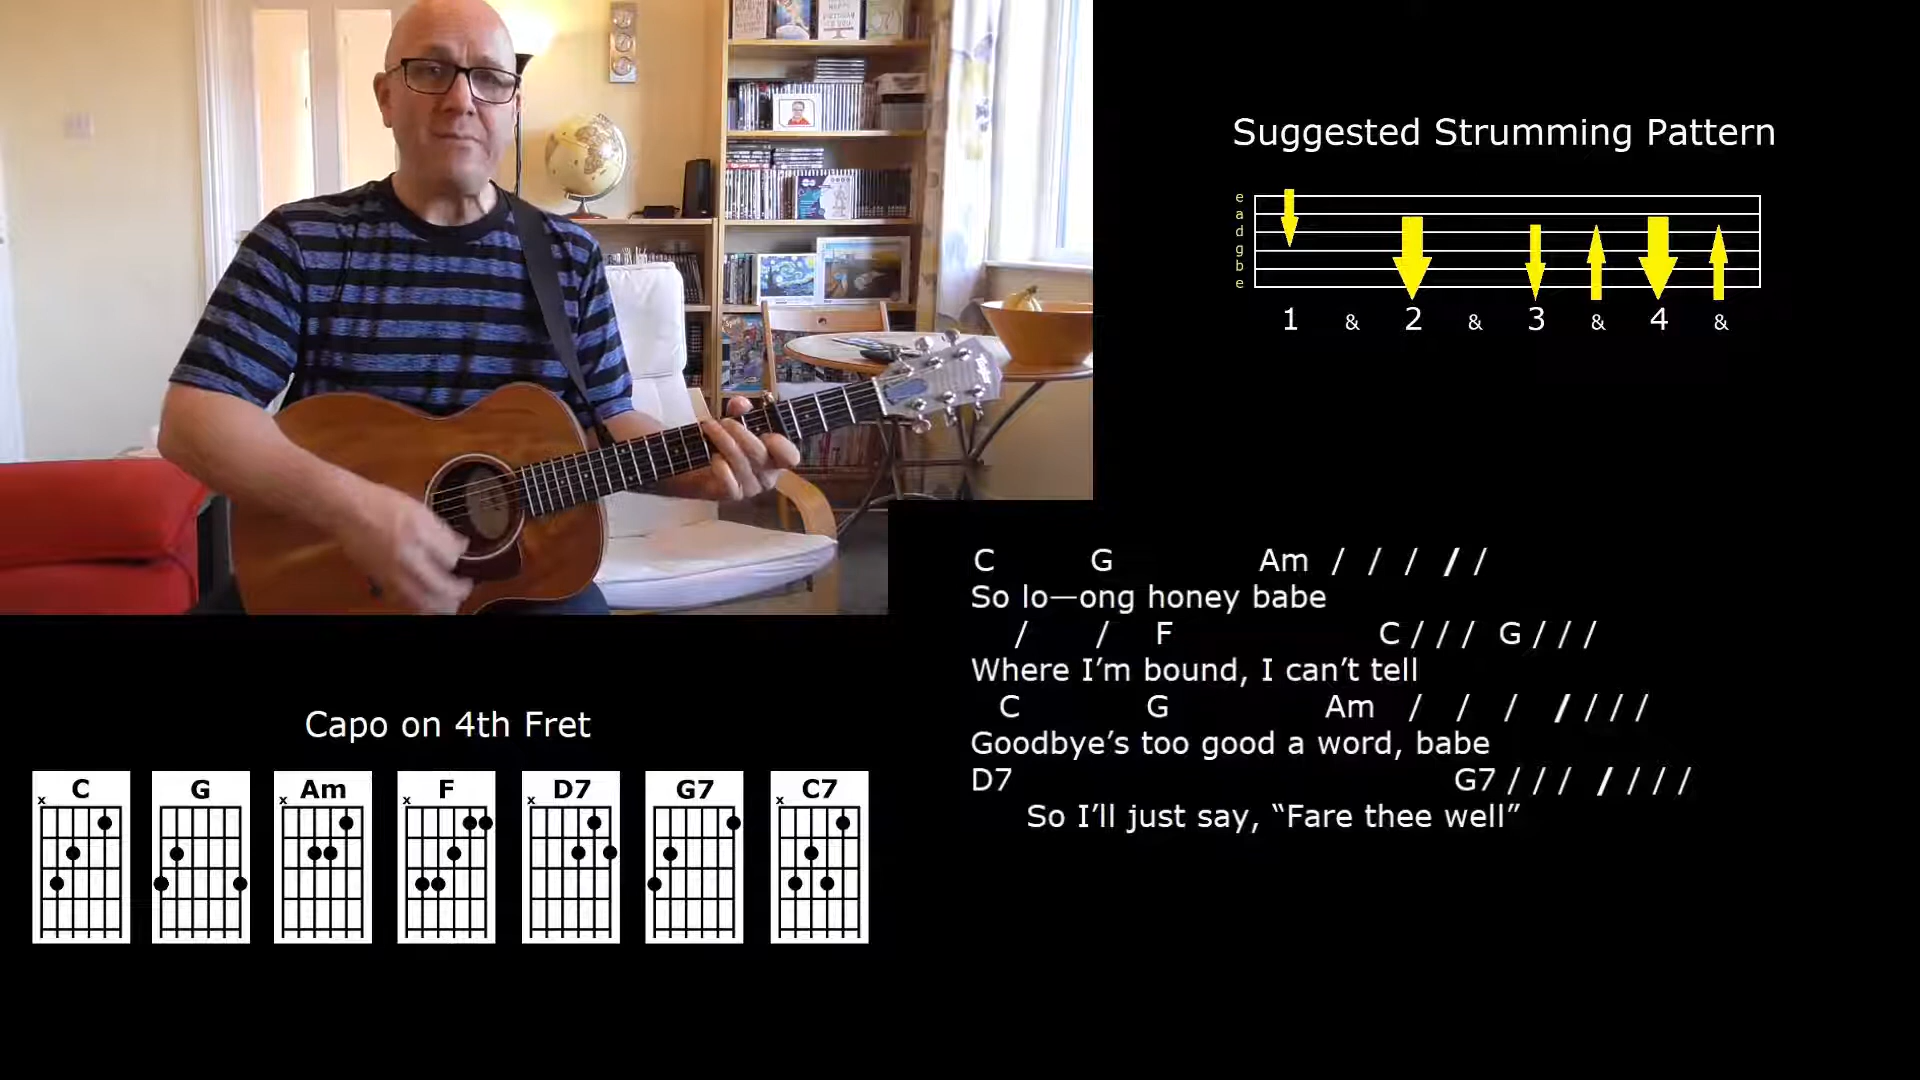 Suggested Strumming Pattern
e
a
d
g
b
e
1 & 2 & 3 & 4 &
C G Am / / / / /
So lo—ong honey babe
/ / F C / / / G / / /
Where I’m bound, I can’t tell
C G Am / / / / / / /
Goodbye’s too good a word, babe
D7 G7 / / / / / / /
So I’ll just say, “Fare thee well”
Capo on 4th Fret
C G Am F D7 G7 C7
x x x x x
Taylor